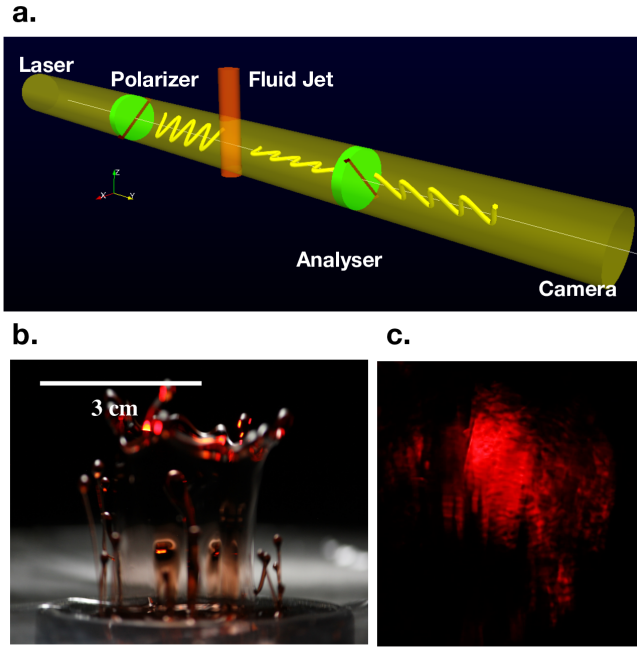 a.
Laser
Polarizer
Fluid Jet
Z
X
Y
Analyser
Camera
b.
3 cm
c.